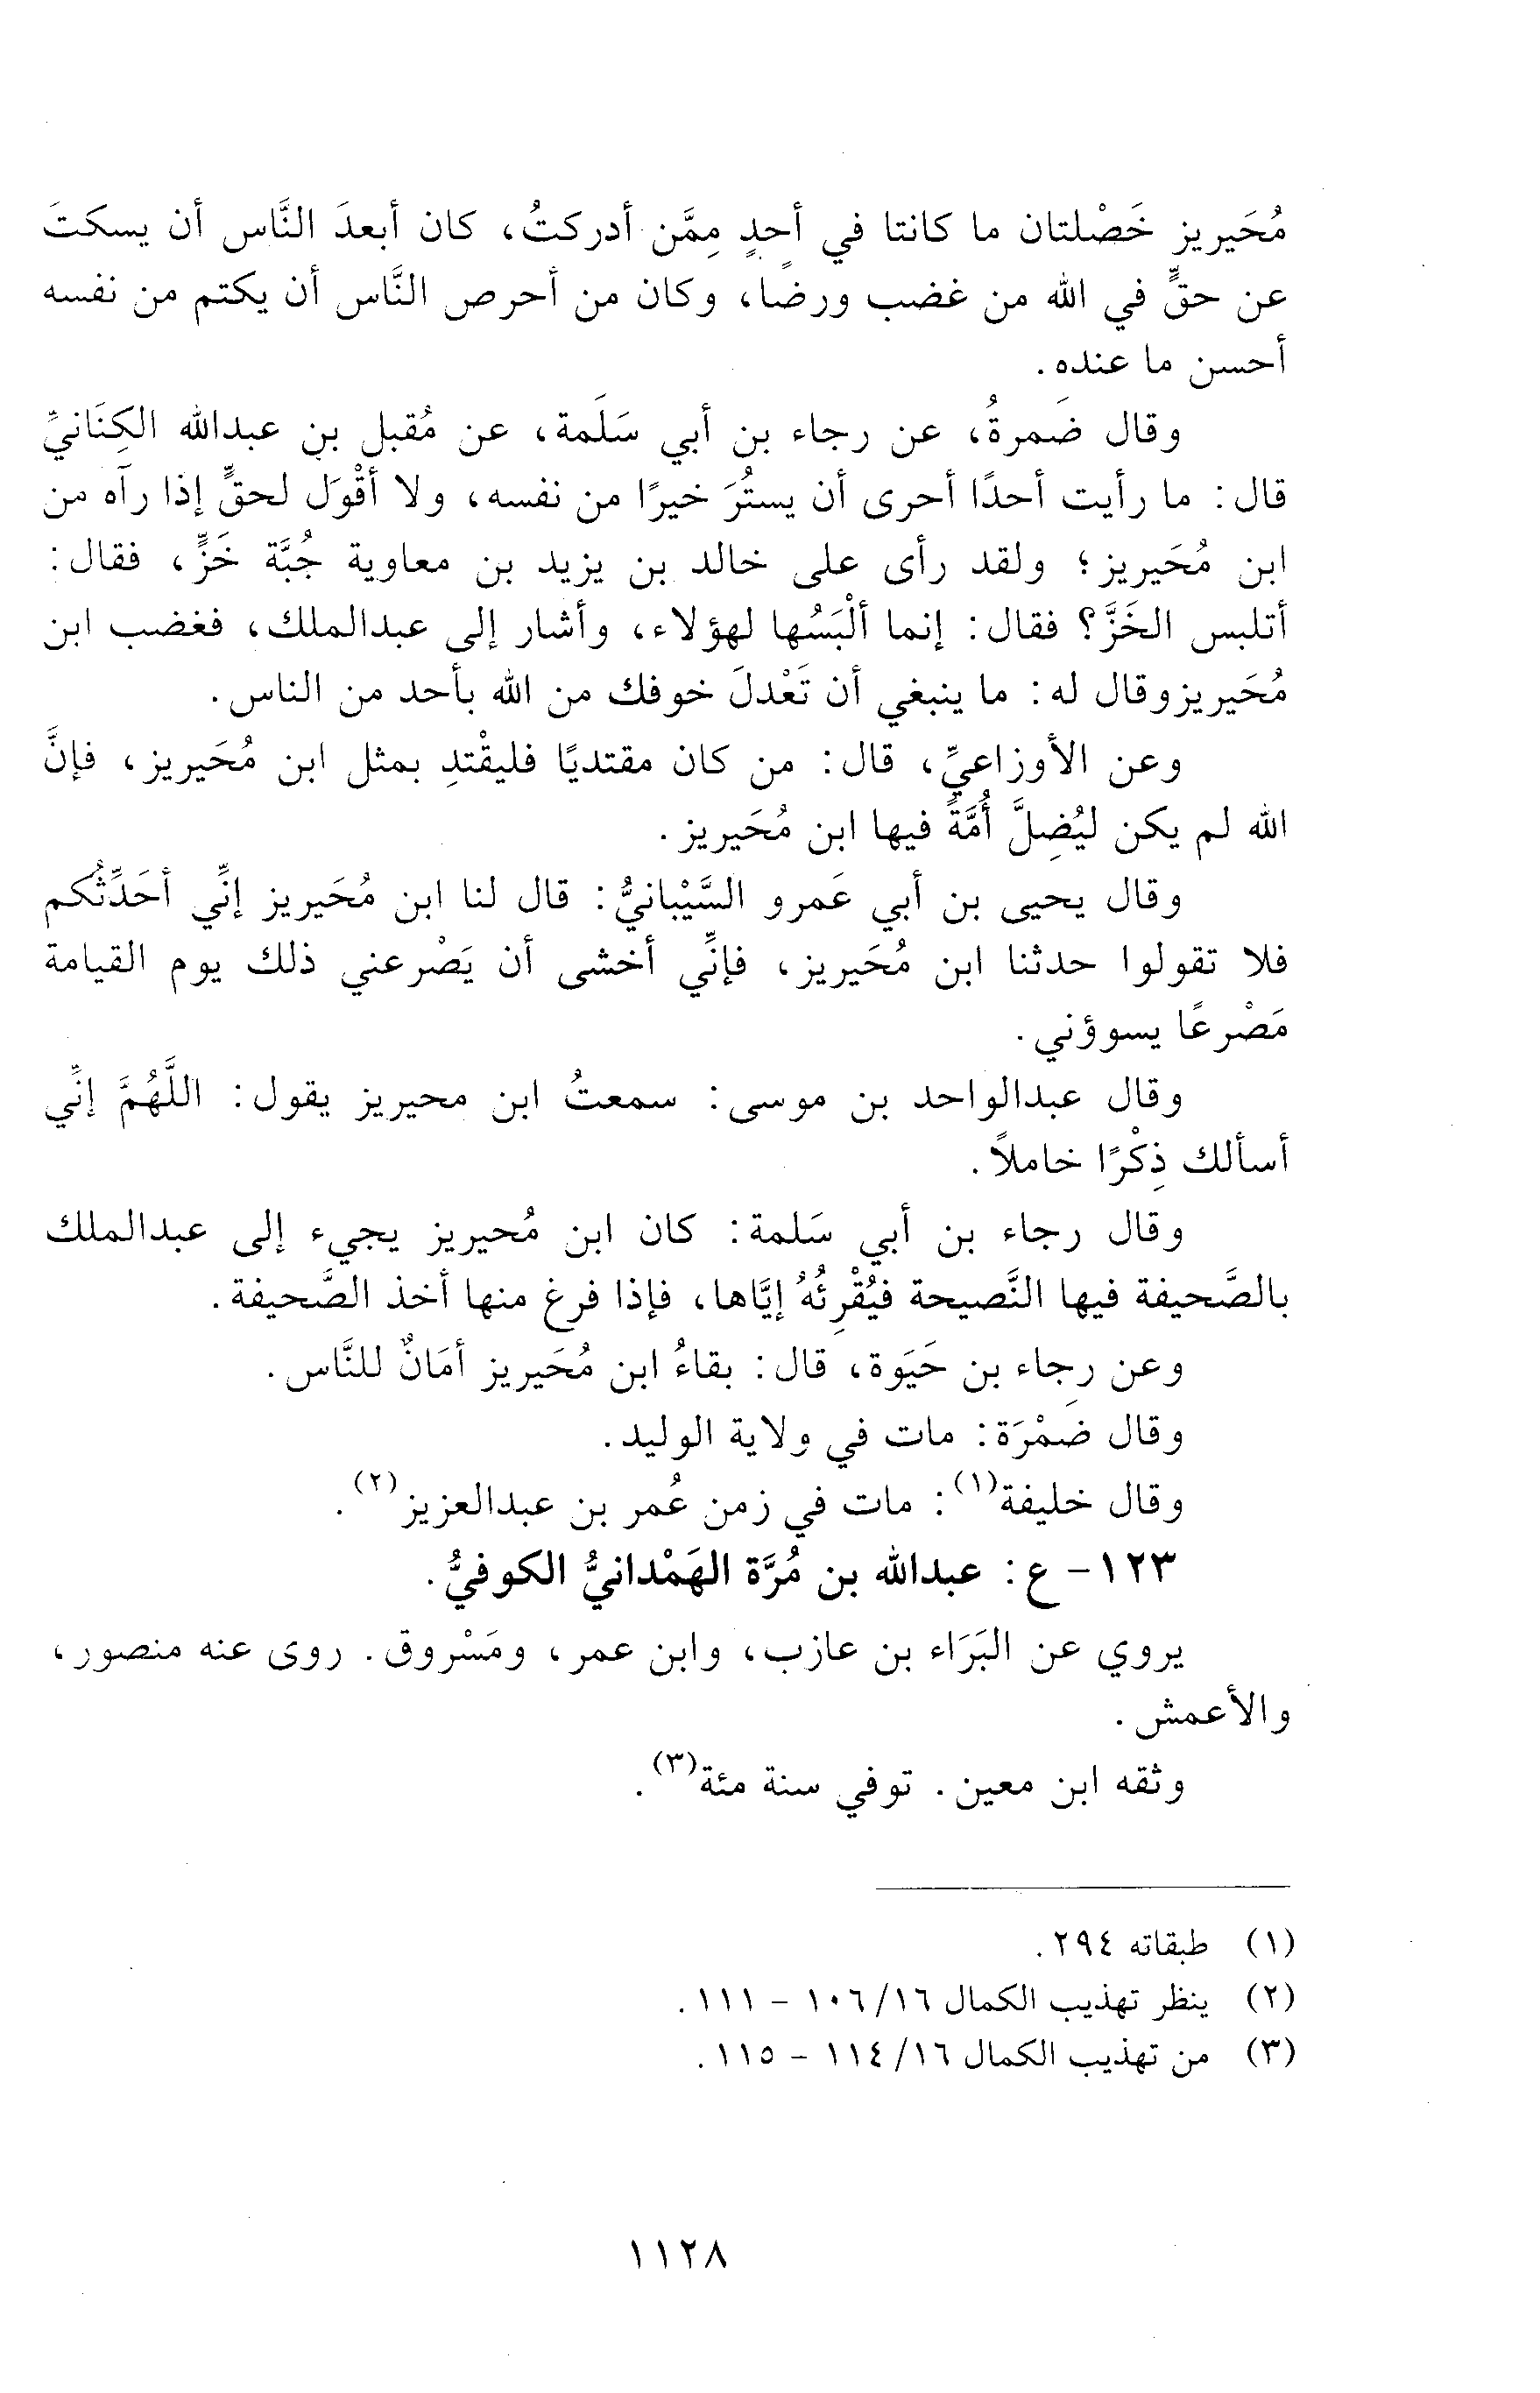 مُحَيريز خَصْلتان ما كانتا في أحدٍ مِمَّن أدركتُ، كان أبعدَ النَّاس أن يسكتَ
عن حقٍّ في الله من غضب ورضًا، وكان من أحرص النَّاس أن يكتم من نفسه
أحسن ما عنده.
وقال ضَمرةُ، عن رجاء بن أبي سَلَمة، عن مُقبل بن عبدالله الكِنَانيِّ
قال: ما رأيت أحدًا أحرى أن يستُرَ خيرًا من نفسه، ولا أقْوَل لحقٍّ إذا رآه من
ابن مُحَيريز؛ ولقد رأى على خالد بن يزيد بن معاوية جُبَّة خَزٍّ، فقال:
أتلبس الخَزَّ؟ فقال: إنما ألْبَسُها لهؤلاء، وأشار إلى عبدالملك، فغضب ابن
مُحَيريزوقال له: ما ينبغي أن تَعْدلَ خوفك من الله بأحد من الناس.
وعن الأوزاعيِّ، قال: من كان مقتديًا فليقْتدِ بمثل ابن مُحَيريز، فإنَّ
الله لم يكن ليُضِلَّ أُمَّةً فيها ابن مُحَيريز.
وقال يحيى بن أبي عَمرو السَّيْبانيُّ: قال لنا ابن مُحَيريز إنِّي أحَدِّثُكم
فلا تقولوا حدثنا ابن مُحَيريز، فإنِّي أخشى أن يَصْرعني ذلك يوم القيامة
مَصْرعًا يسوؤني.
وقال عبدالواحد بن موسى: سمعتُ ابن محيريز يقول: اللَّهُمَّ إنِّي
أسألك ذِكْرًا خاملاً.
وقال رجاء بن أبي سَلمة: كان ابن مُحيريز يجيء إلى عبدالملك
بالصَّحيفة فيها النَّصيحة فيُقْرِئُهُ إيَّاها، فإذا فرغ منها أخذ الصَّحيفة.
وعن رجاء بن حَيَوة، قال: بقاءُ ابن مُحَيريز أمَانٌ للنَّاس.
وقال ضَمْرَة: مات في ولاية الوليد.
وقال خليفة(١): مات في زمن عُمر بن عبدالعزيز(٢).
١٢٣- ع: عبدالله بن مُرَّة الهَمْدانيُّ الكوفيُّ.
يروي عن البَرَاء بن عازب، وابن عمر، ومَسْروق. روى عنه منصور،
والأعمش.
وثقه ابن معين. توفي سنة مئة(٣).
(١) طبقاته ٢٩٤.
(٢) ينظر تهذيب الكمال ١٦/ ١٠٦ - ١١١.
(٣) من تهذيب الكمال ١٦/ ١١٤ - ١١٥.
١١٢٨